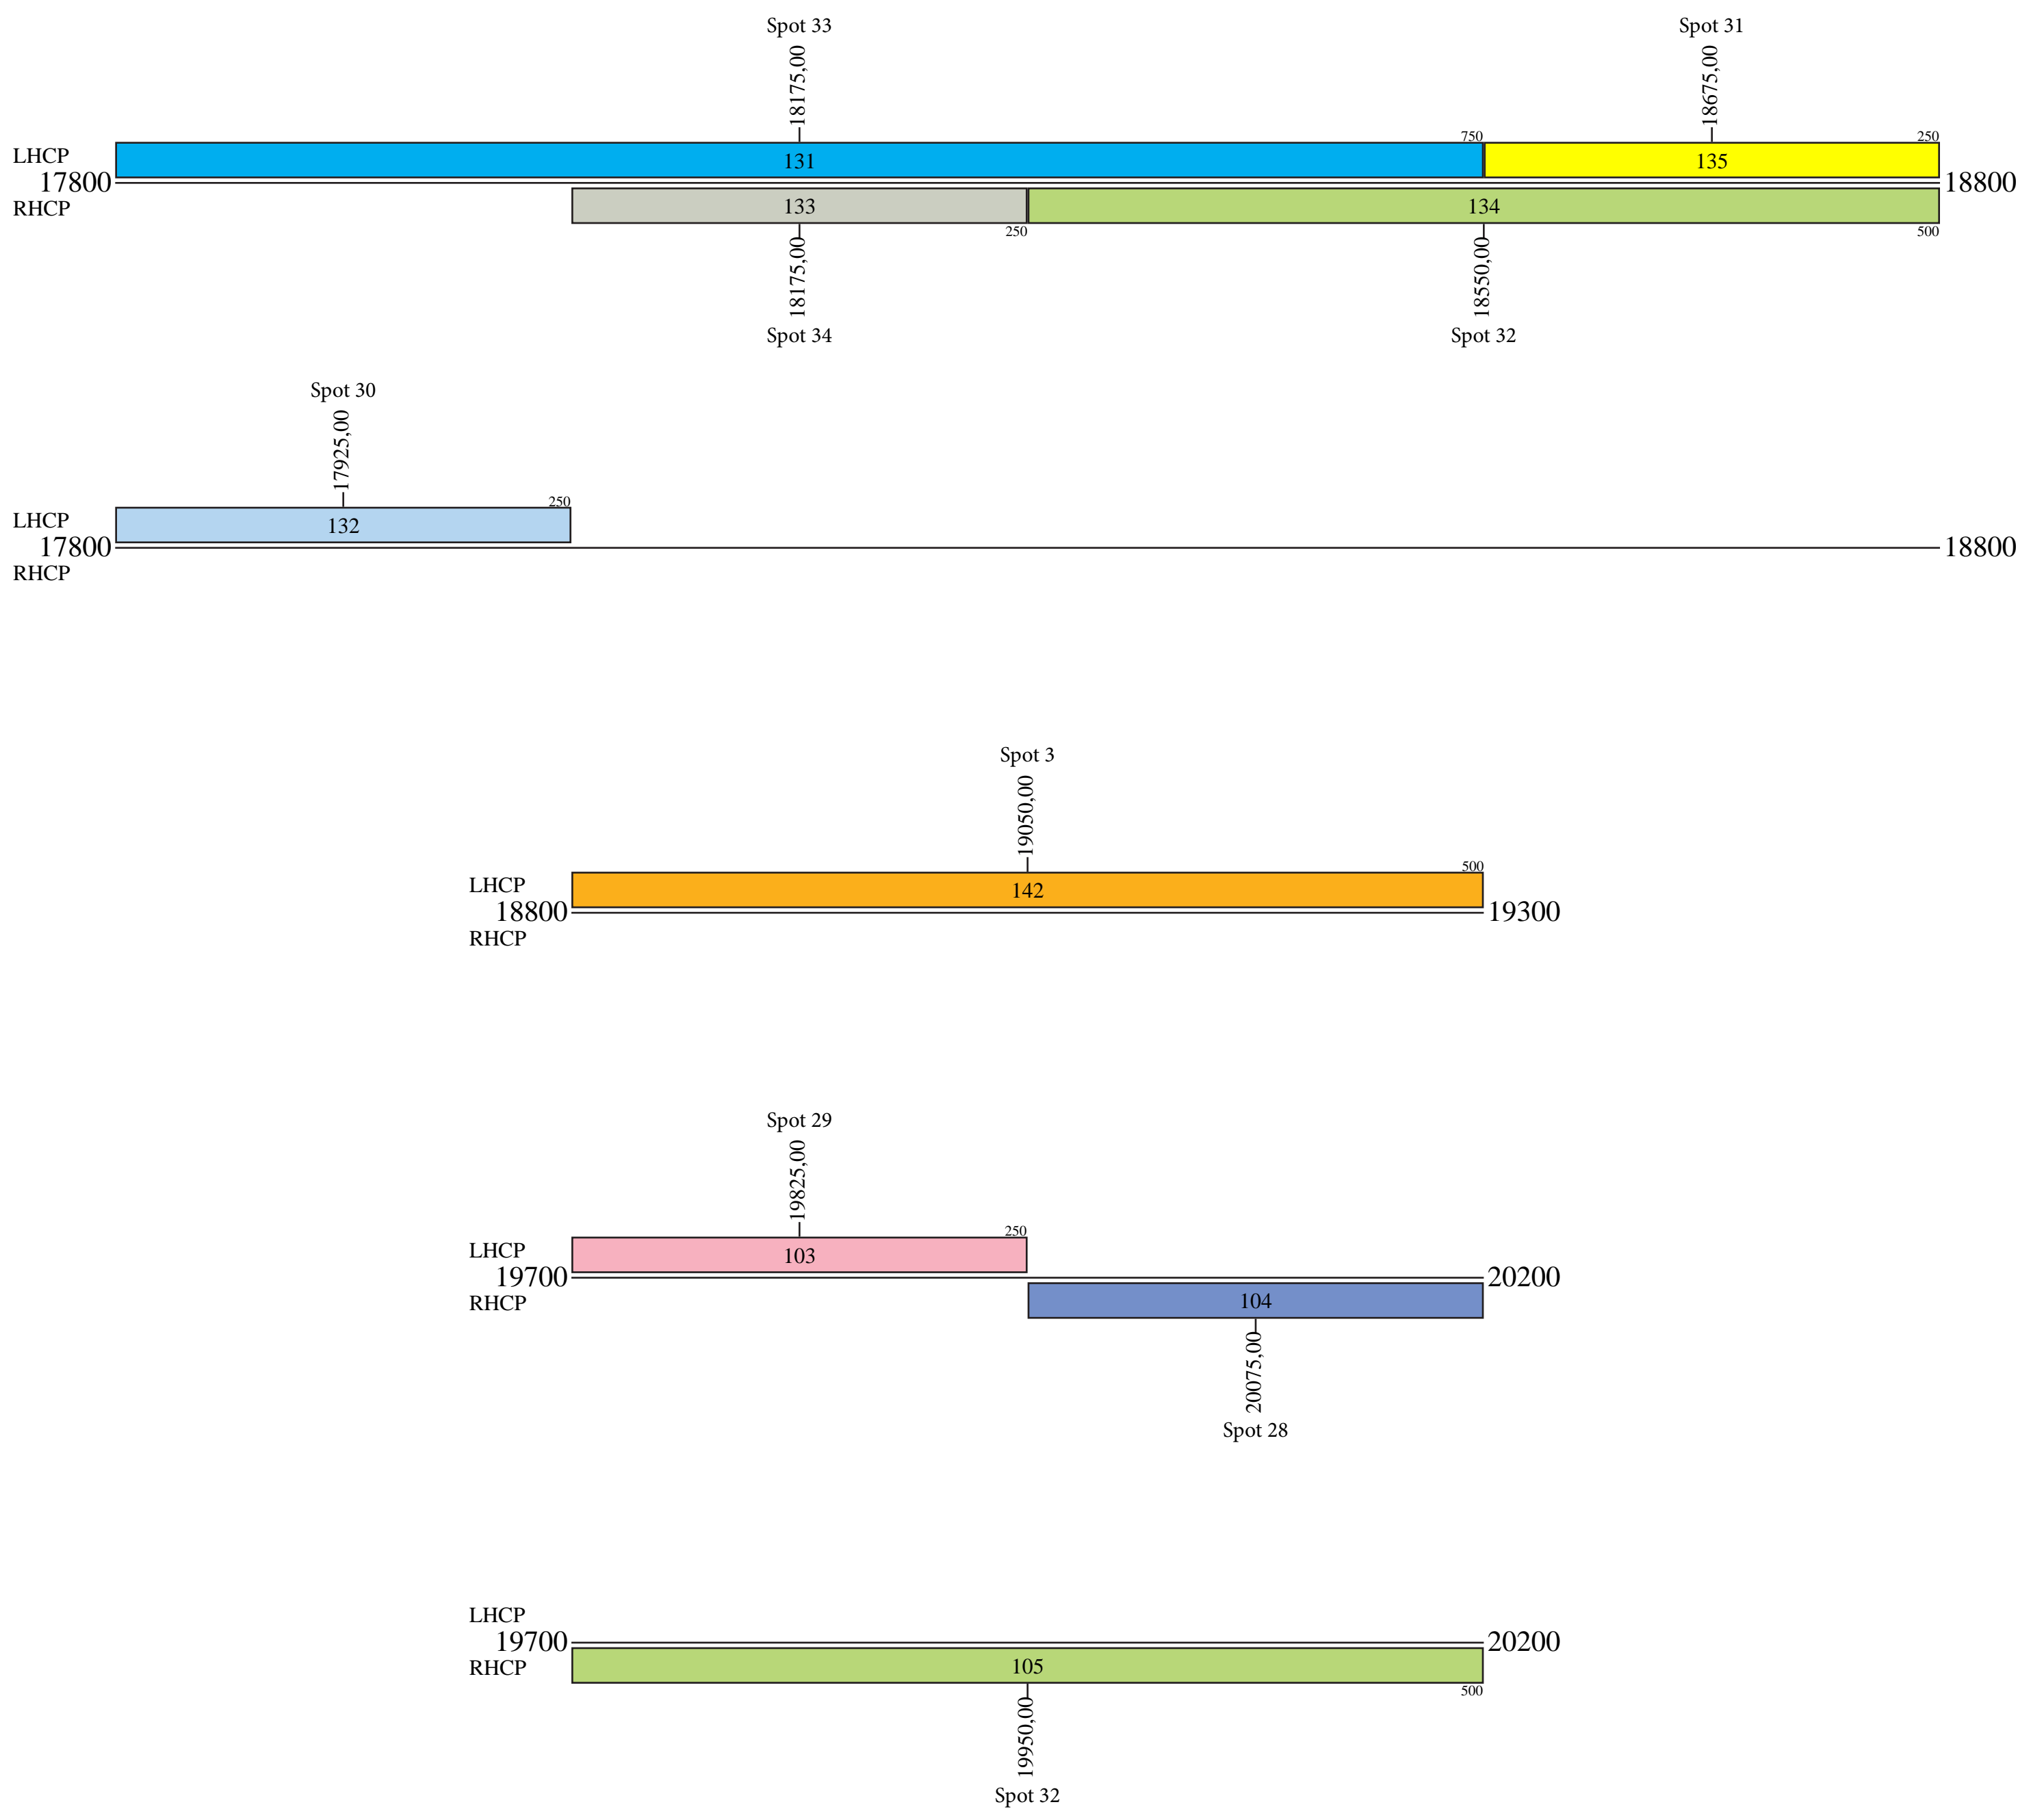 Spot 33
Spot 31
18175,00
18675,00
750
250
LHCP
131
135
17800
18800
RHCP
133
134
250
500
18175,00
18550,00
Spot 34
Spot 32
Spot 30
17925,00
250
LHCP
132
17800
18800
RHCP
Spot 3
19050,00
500
LHCP
142
18800
19300
RHCP
Spot 29
19825,00
250
LHCP
103
19700
20200
RHCP
104
20075,00
Spot 28
LHCP
19700
20200
RHCP
105
500
19950,00
Spot 32